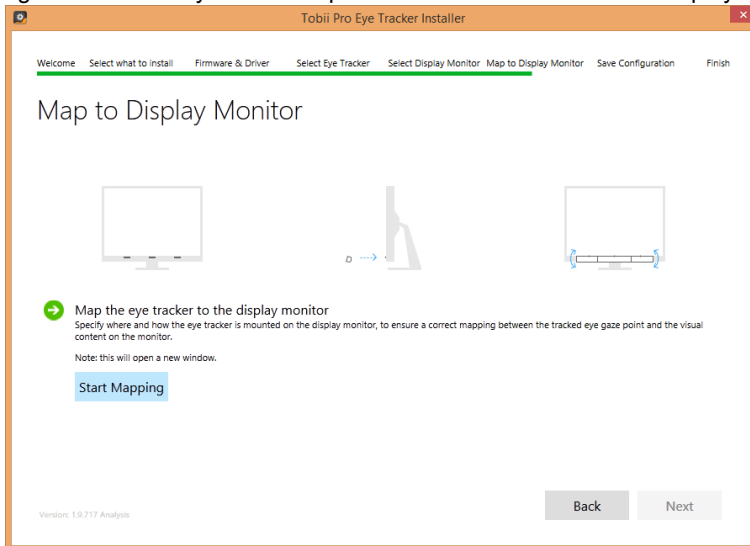 Tobii Pro Eye Tracker Installer
Welcome Select what to install Firmware & Driver Select Eye Tracker Select Display Monitor Map to Display Monitor Save Configuration Finish
Map to Display Monitor
D
Map the eye tracker to the display monitor
Specify where and how the eye tracker is mounted on the display monitor, to ensure a correct mapping between the tracked eye gaze point and the visual
content on the monitor.
Note: this will open a new window.
Start Mapping
Back Next
Version: 1.9.717 Analysis